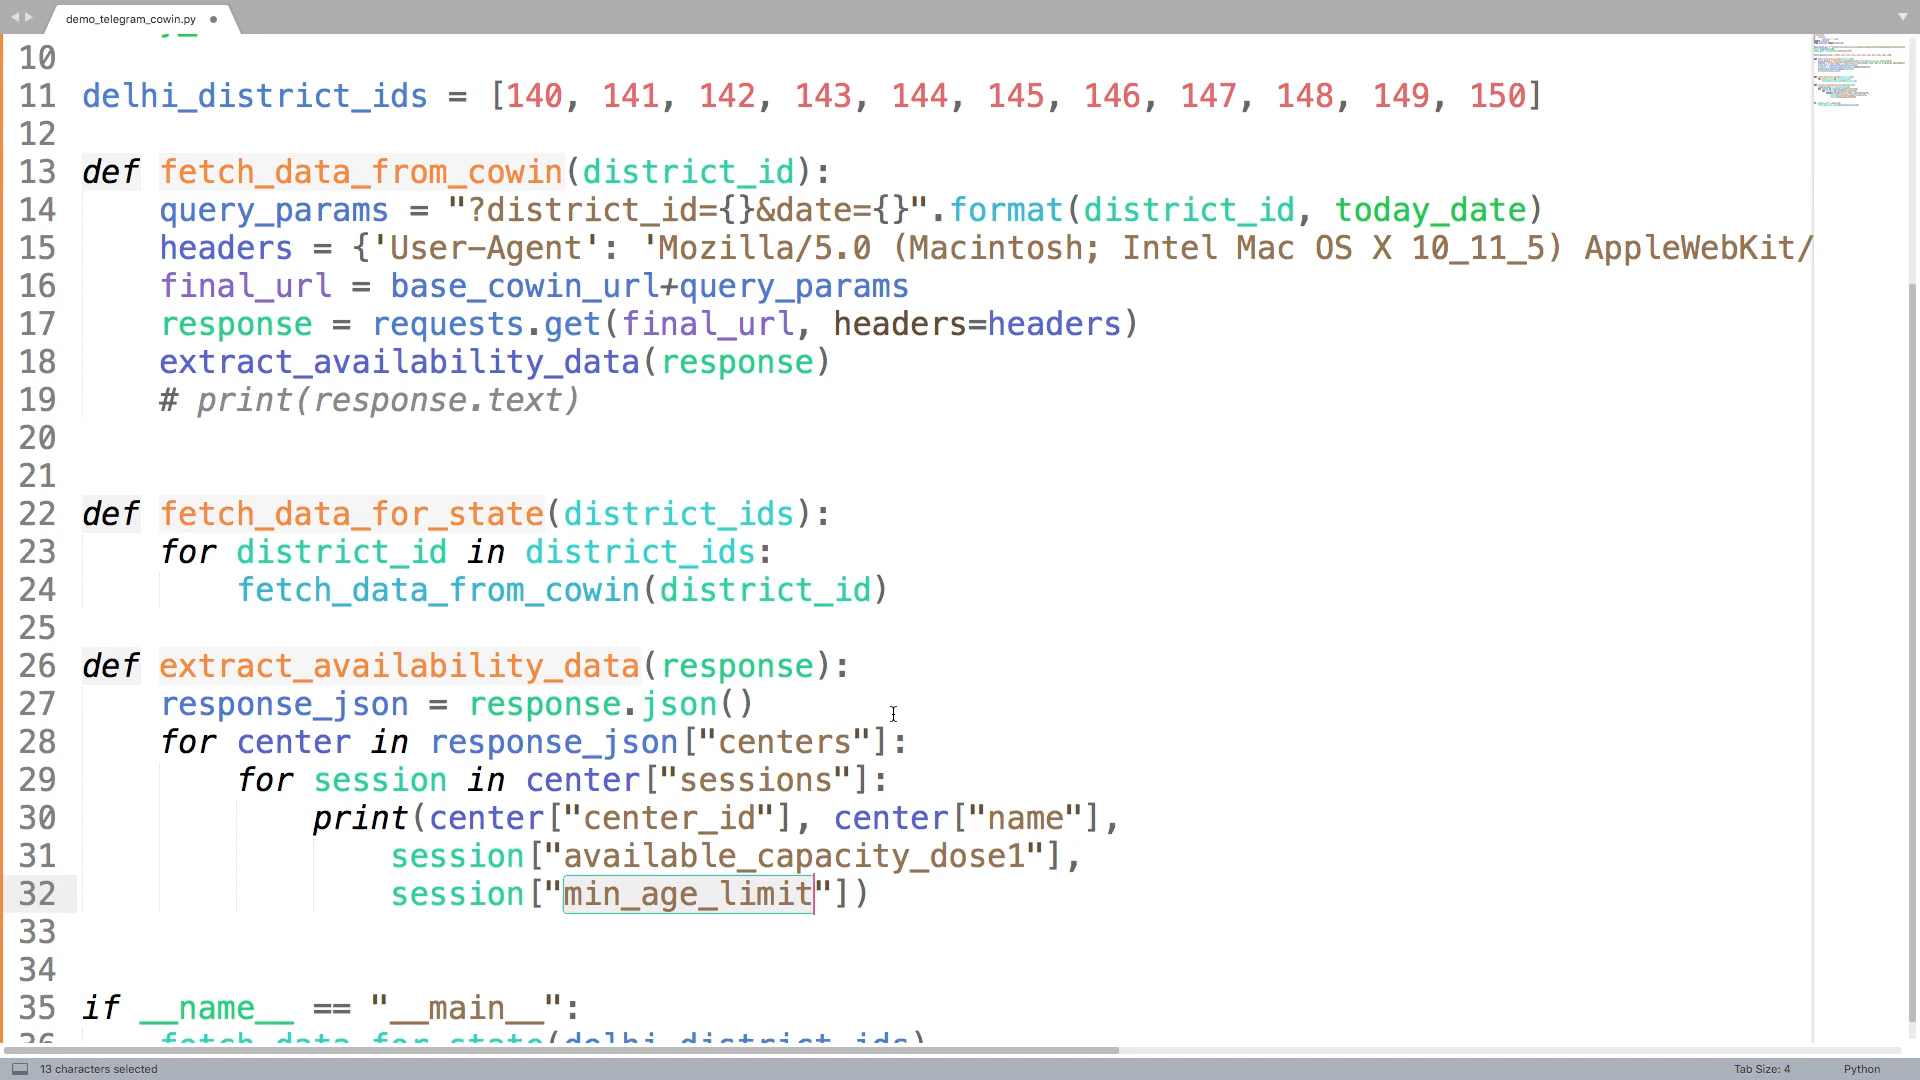 demo_telegram_cowin.py
10
11 delhi_district_ids = [140, 141, 142, 143, 144, 145, 146, 147, 148, 149, 150]
12
13 def fetch_data_from_cowin(district_id):
14 query_params = "?district_id={}&date={}".format(district_id, today_date)
15 headers = {'User-Agent': 'Mozilla/5.0 (Macintosh; Intel Mac OS X 10_11_5) AppleWebKit/
16 final_url = base_cowin_url+query_params
17 response = requests.get(final_url, headers=headers)
18 extract_availability_data(response)
19 # print(response.text)
20
21
22 def fetch_data_for_state(district_ids):
23 for district_id in district_ids:
24 fetch_data_from_cowin(district_id)
25
26 def extract_availability_data(response):
27 response_json = response.json()
28 for center in response_json["centers"]:
29 for session in center["sessions"]:
30 print(center["center_id"], center["name"],
31 session["available_capacity_dose1"],
32 session["min_age_limit"])
33
34
35 if __name__ == "__main__":
36 fetch_data_for_state(delhi_district_ids)
13 characters selected
Tab Size: 4
Python